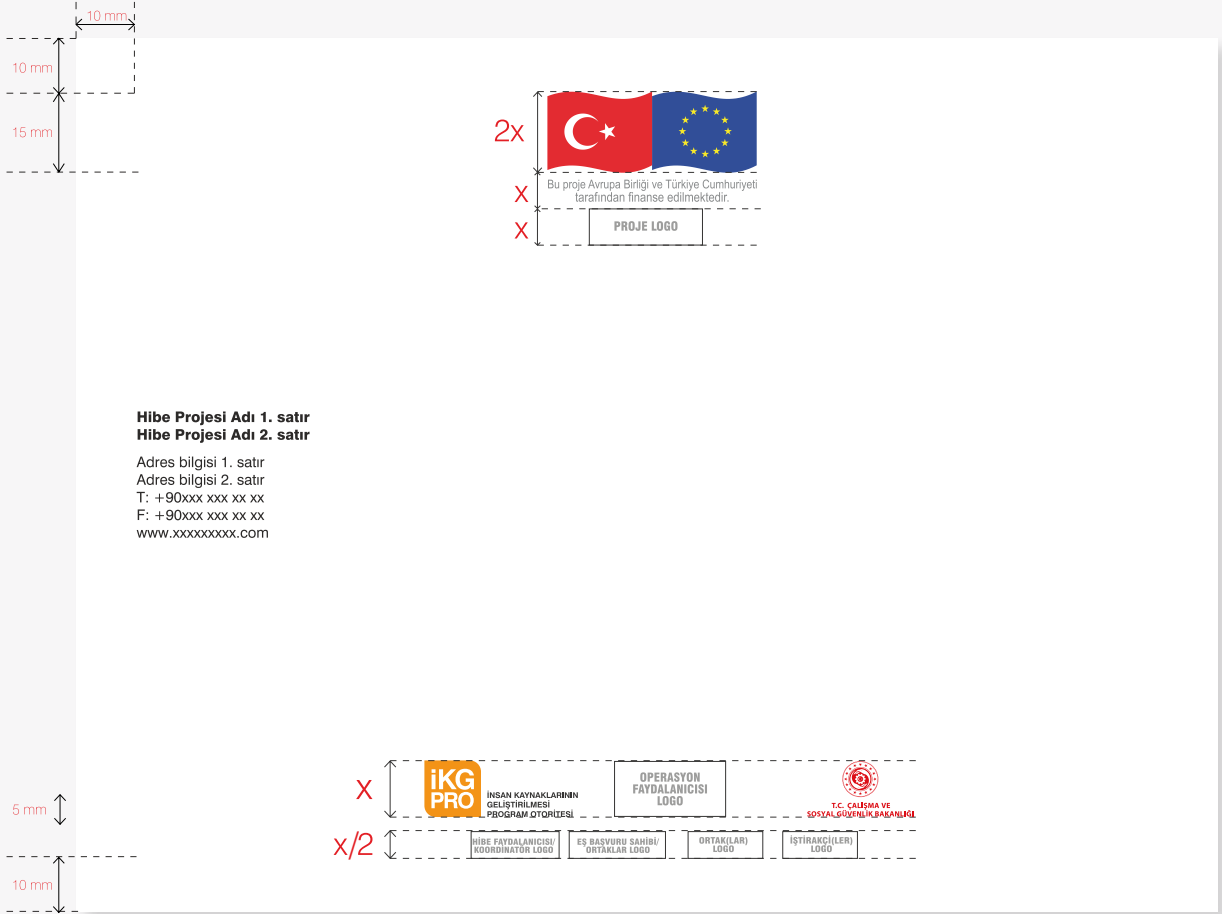 10 mm
10 mm
15 mm
2x
Bu proje Avrupa Birliği ve Türkiye Cumhuriyeti
tarafından finanse edilmektedir.
x
PROJE LOGO
x
Hibe Projesi Adı 1. satır
Hibe Projesi Adı 2. satır
Adres bilgisi 1. satır
Adres bilgisi 2. satır
T: +90xxx xxx xx xx
F: +90xxx xxx xx xx
www.xxxxxxxxx.com
x
iKG
PRO
İNSAN KAYNAKLARININ
GELİŞTİRİLMESİ
PROGRAM OTORİTESİ
OPERASYON
FAYDALANICISI
LOGO
T.C. ÇALIŞMA VE
SOSYAL GÜVENLİK BAKANLIĞI
5 mm
x/2
HİBE FAYDALANICISI/
KOORDİNATÖR LOGO
EŞ BAŞVURU SAHİBİ/
ORTAKLAR LOGO
ORTAK(LAR)
LOGO
İŞTİRAKÇİ(LER)
LOGO
10 mm